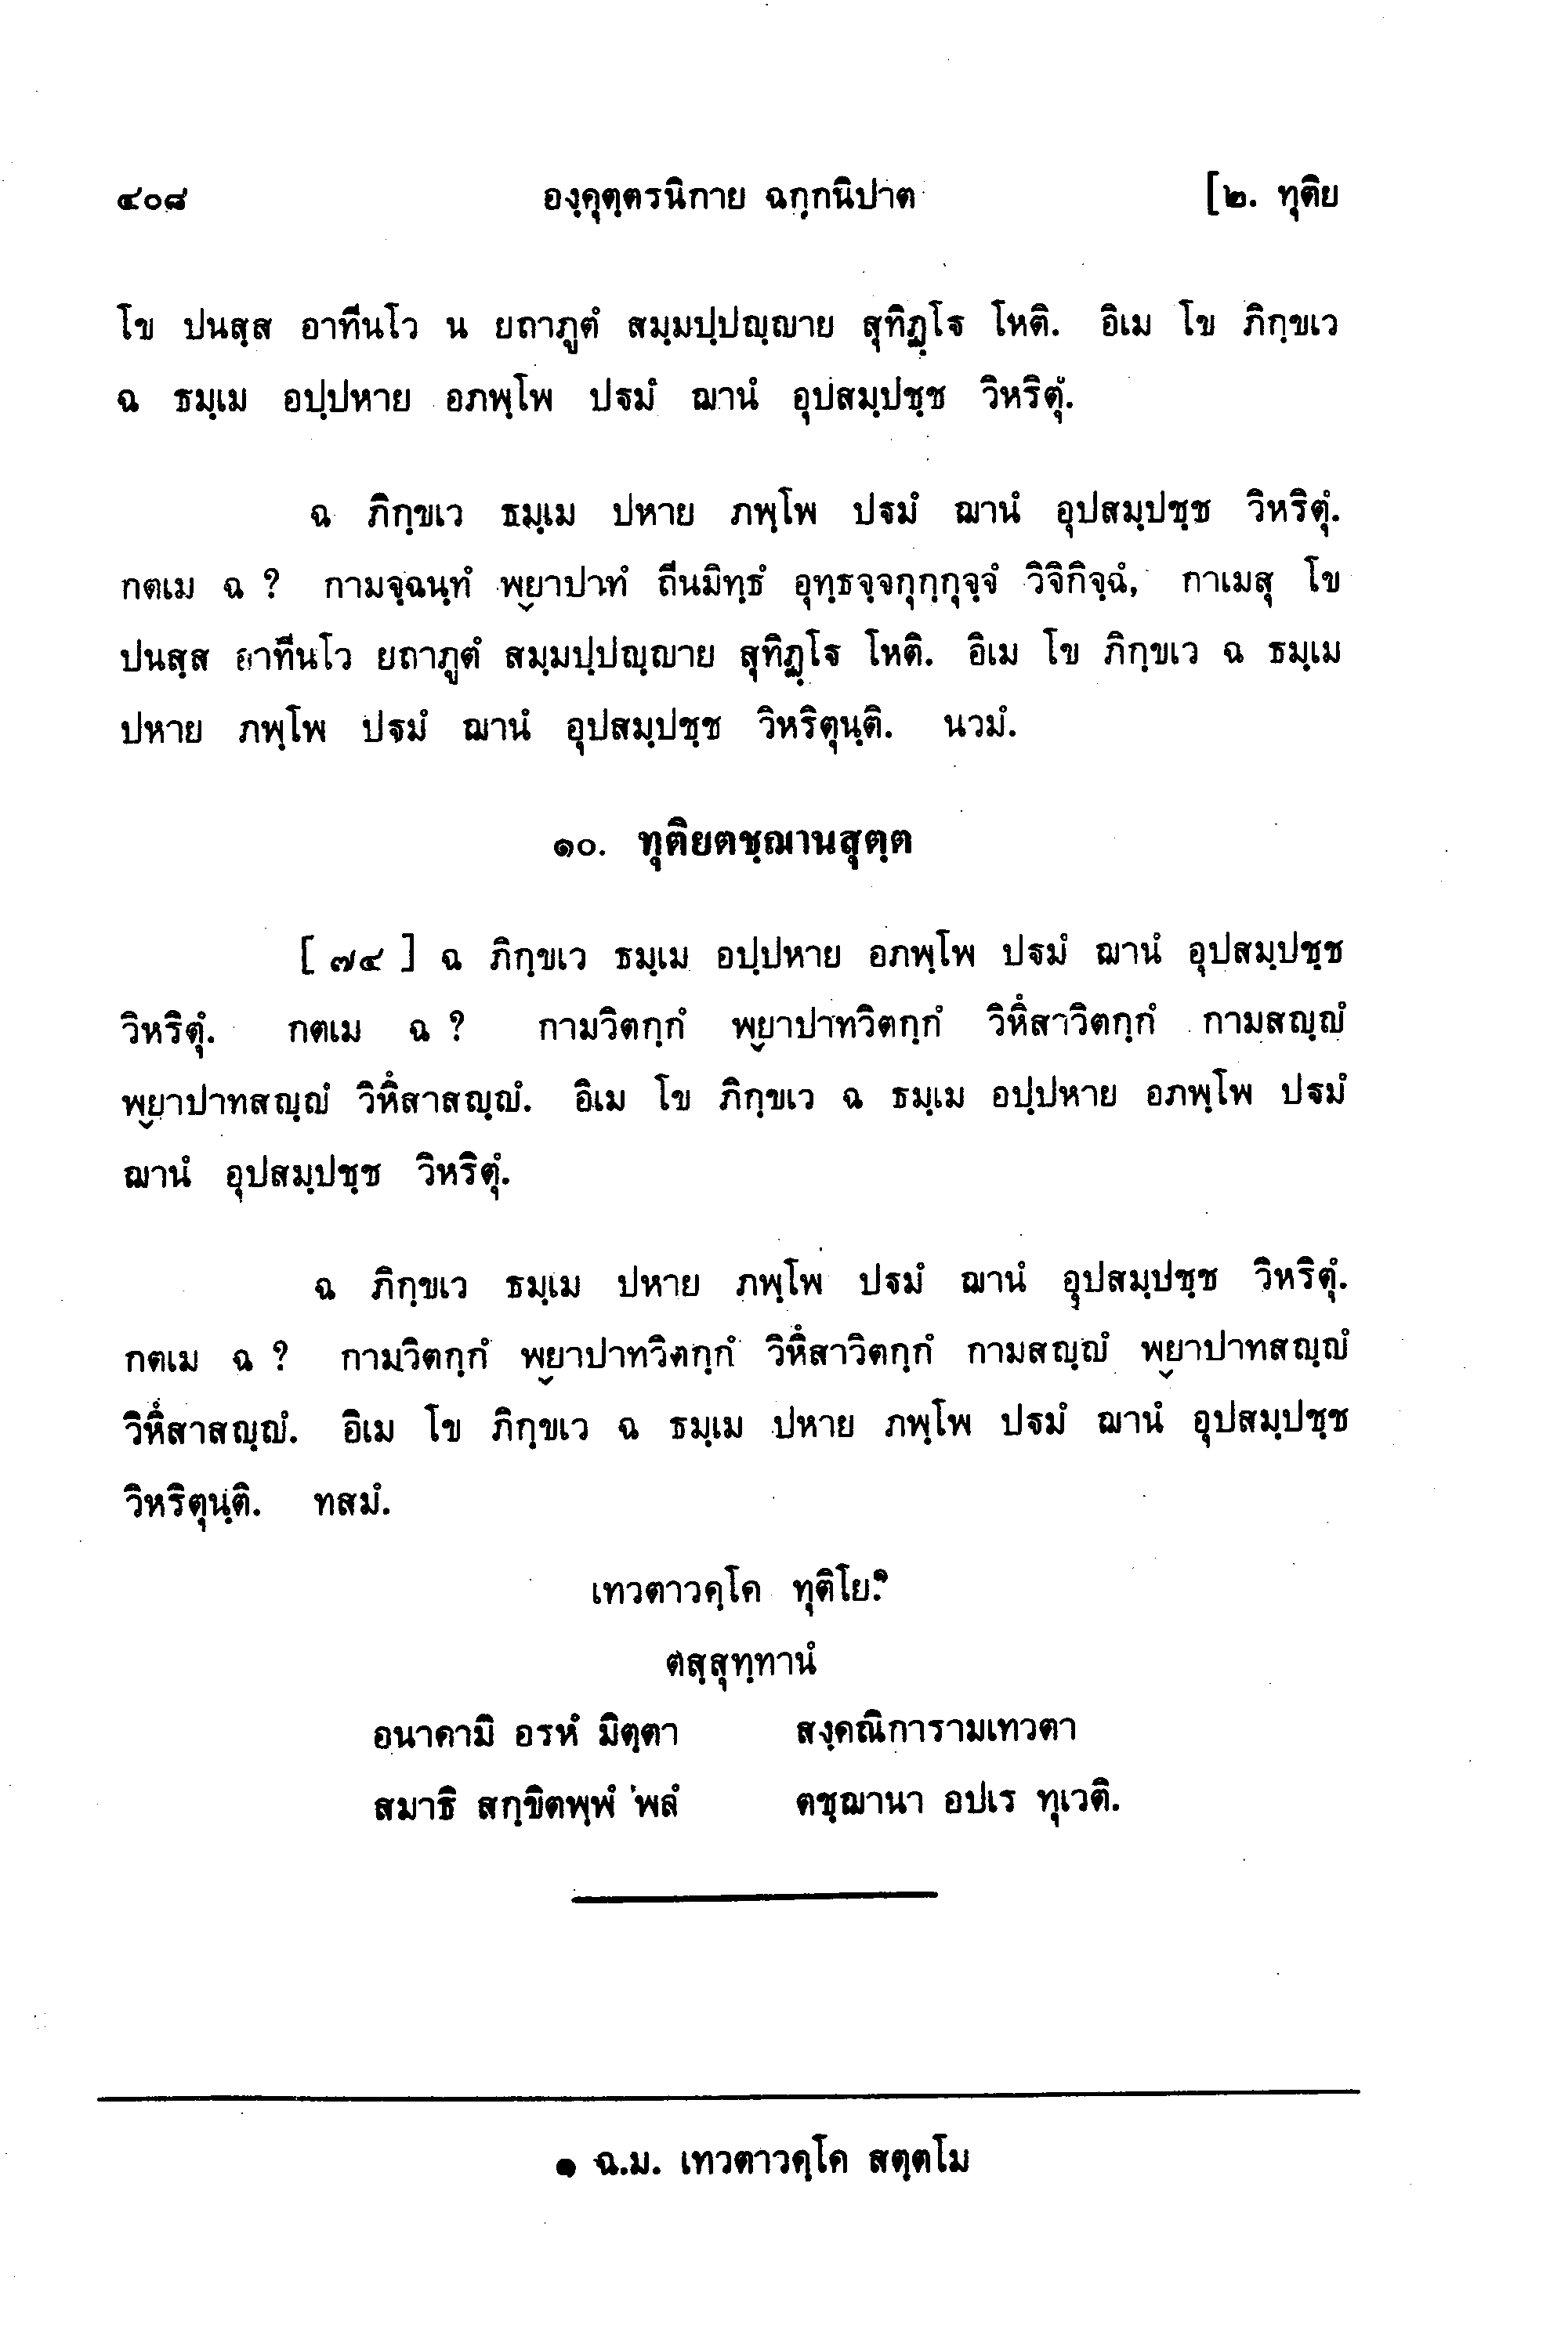 ๔๐๘ องฺคุตฺตรนิกาย ฉกฺกนิปาต [๒. ทุติย
โข ปนสฺส อาทีนโว น ยถาภูตํ สมฺมปฺปญฺญาย สุทิฏฺโฐ โหติ. อิเม โข ภิกฺขเว
ฉ ธมฺเม อปฺปหาย อภพฺโพ ปฐมํ ฌานํ อุปสมฺปชฺช วิหริตุํ.
ฉ ภิกฺขเว ธมฺเม ปหาย ภพฺโพ ปฐมํ ฌานํ อุปสมฺปชฺช วิหริตุํ.
กตเม ฉ ? กามจฺฉนฺทํ พฺยาปาทํ ถีนมิทฺธํ อุทฺธจฺจกุกฺกุจฺจํ วิจิกิจฺฉํ, กาเมสุ โข
ปนสฺส อาทีนโว ยถาภูตํ สมฺมปฺปญฺญาย สุทิฏฺโฐ โหติ. อิเม โข ภิกฺขเว ฉ ธมฺเม
ปหาย ภพฺโพ ปฐมํ ฌานํ อุปสมฺปชฺช วิหริตุนฺติ. นวมํ.
๑๐. ทุติยตชฺฌานสุตฺต
[ ๗๔ ] ฉ ภิกฺขเว ธมฺเม อปฺปหาย อภพฺโพ ปฐมํ ฌานํ อุปสมฺปชฺช
วิหริตุํ. กตเม ฉ ? กามวิตกฺกํ พฺยาปาทวิตกฺกํ วิหึสาวิตกฺกํ กามสญฺญํ
พฺยาปาทสญฺญํ วิหึสาสญฺญํ. อิเม โข ภิกฺขเว ฉ ธมฺเม อปฺปหาย อภพฺโพ ปฐมํ
ฌานํ อุปสมฺปชฺช วิหริตุํ.
ฉ ภิกฺขเว ธมฺเม ปหาย ภพฺโพ ปฐมํ ฌานํ อุปสมฺปชฺช วิหริตุํ.
กตเม ฉ ? กามวิตกฺกํ พฺยาปาทวิตกฺกํ วิหึสาวิตกฺกํ กามสญฺญํ พฺยาปาทสญฺญํ
วิหึสาสญฺญํ. อิเม โข ภิกฺขเว ฉ ธมฺเม ปหาย ภพฺโพ ปฐมํ ฌานํ อุปสมฺปชฺช
วิหริตุนฺติ. ทสมํ.
เทวตาวคฺโค ทุติโย.๑
ตสฺสุทฺทานํ
อนาคามิ อรหํ มิตฺตา สงฺคณิการามเทวตา
สมาธิ สกฺขิตพฺพํ พลํ ตชฺฌานา อปเร ทุเวติ.
๑ ฉ.ม. เทวตาวคฺโค สตฺตโม